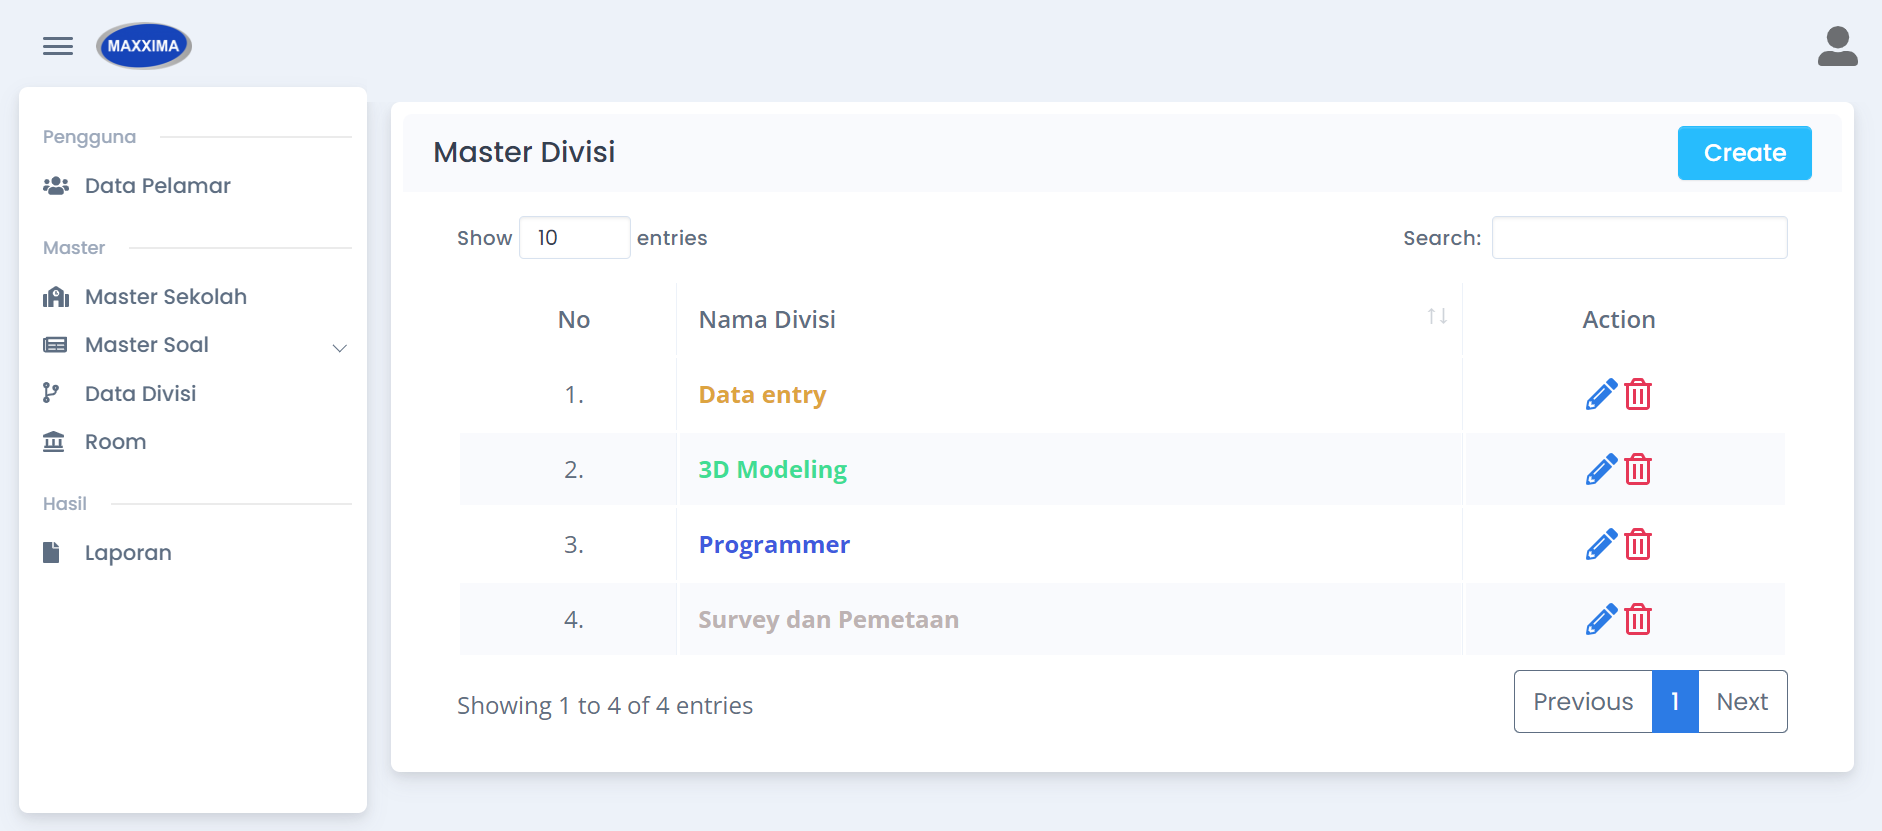 MAXXIMA
Pengguna
Data Pelamar
Master
Master Sekolah
Master Soal
Data Divisi
Room
Hasil
Laporan
Master Divisi
Create
Show 10 entries
Search:
No Nama Divisi Action
1. Data entry
2. 3D Modeling
3. Programmer
4. Survey dan Pemetaan
Showing 1 to 4 of 4 entries
Previous 1 Next